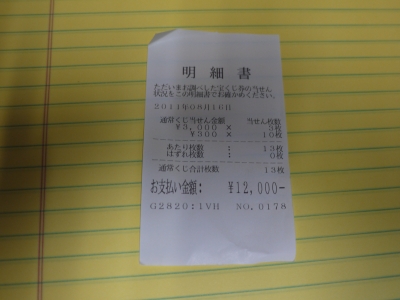 明細書
ただいまお調べした宝くじ券の当せん
状況をこの明細書でお確かめください。
2011年08月16日
通常くじ当せん金額 当せん枚数
¥3,000 × 3枚
¥300 × 10枚
あたり枚数 : 13枚
はずれ枚数 : 0枚
通常くじ合計枚数 13枚
お支払い金額: ¥12,000-
G2820:1VH NO.0178